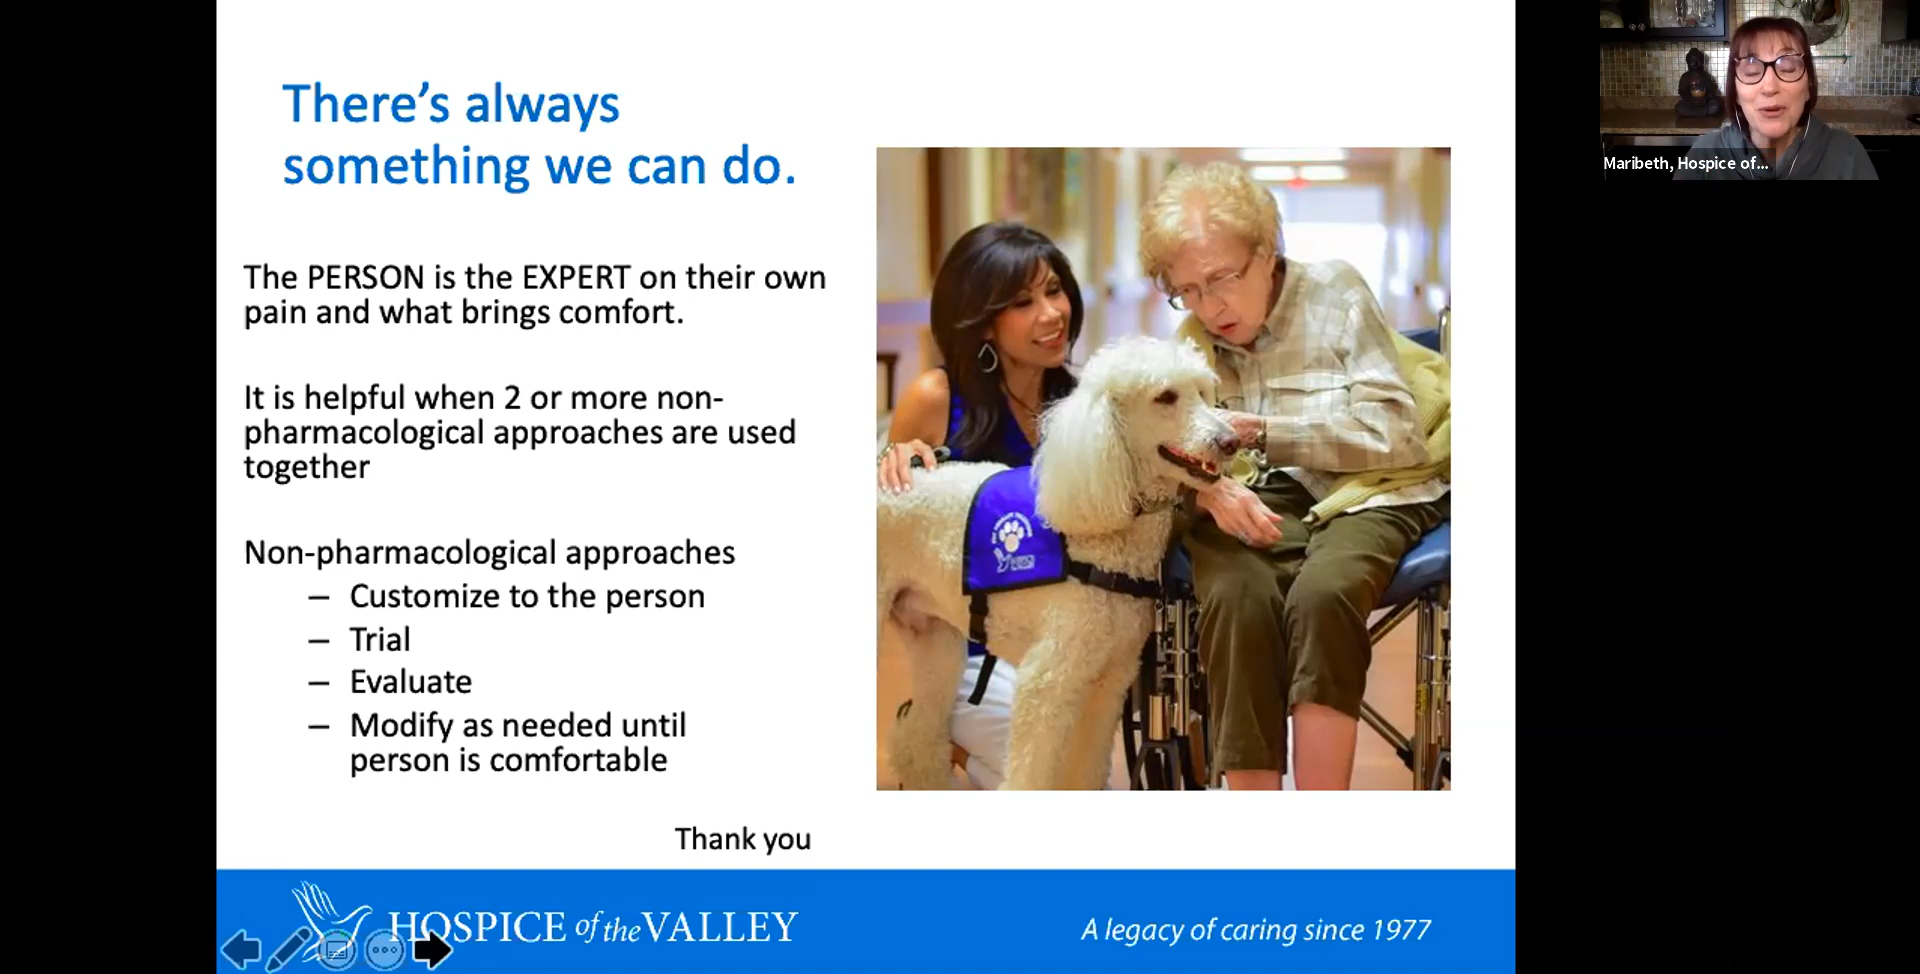 There’s always
something we can do.
The PERSON is the EXPERT on their own
pain and what brings comfort.
It is helpful when 2 or more non-
pharmacological approaches are used
together
Non-pharmacological approaches
– Customize to the person
– Trial
– Evaluate
– Modify as needed until
person is comfortable
Thank you
HOSPICE of the VALLEY
A legacy of caring since 1977
Maribeth, Hospice of...